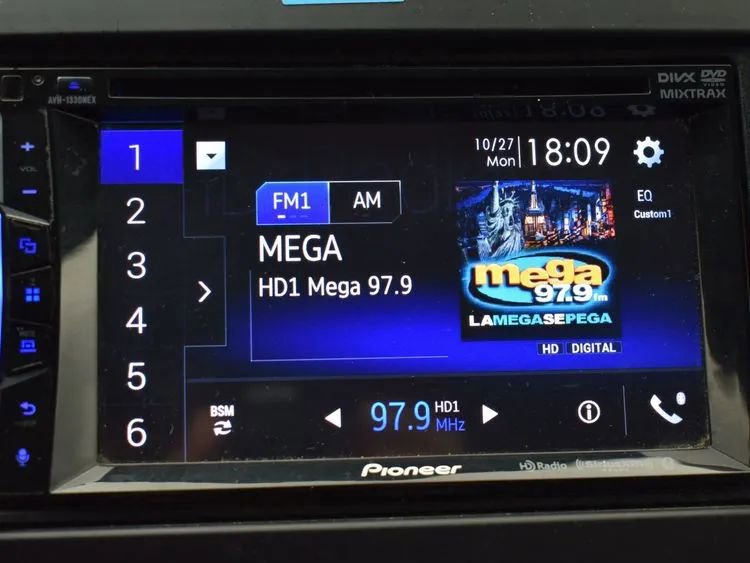 DIVX DVD
VIDEO
AVH-1330NEX
MIXTRAX
1
10/27
Mon
18:09
VOL
2
FM1
AM
EQ
Custom1
3
MEGA
HD1 Mega 97.9
mega
97.9 fm
4
LAMEGASEPEGA
HD DIGITAL
5
BSM
97.9 HD1
MHz
6
Pioneer
HD Radio
SiriusXM